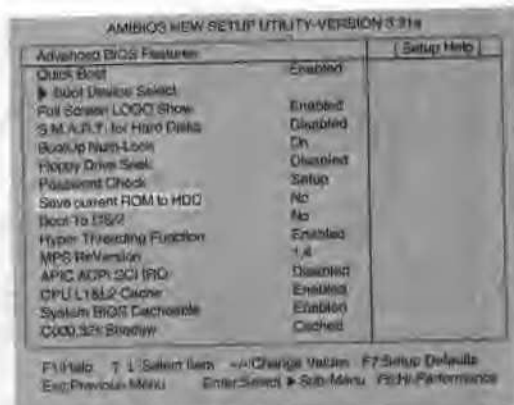 AMIBIOS NEW SETUP UTILITY-VERSION 3.31a
Advanced BIOS Features [ Setup Help ]
Quick Boot Enabled
▶ Boot Device Select
Full Screen LOGO Show Enabled
S.M.A.R.T. for Hard Disks Disabled
BootUp Num-Lock On
Floppy Drive Seek Disabled
Password Check Setup
Save current ROM to HDD No
Boot To OS/2 No
Hyper Threading Function Enabled
MPS Revision 1.4
APIC ACPI SCI IRQ Disabled
CPU L1&L2 Cache Enabled
System BIOS Cacheable Enabled
C000,32k Shadow Cached
F1:Help ↑ ↓ :Select Item +/-:Change Values F7:Setup Defaults
Esc:Previous Menu Enter:Select ▶ Sub-Menu F6:Hi-Performance